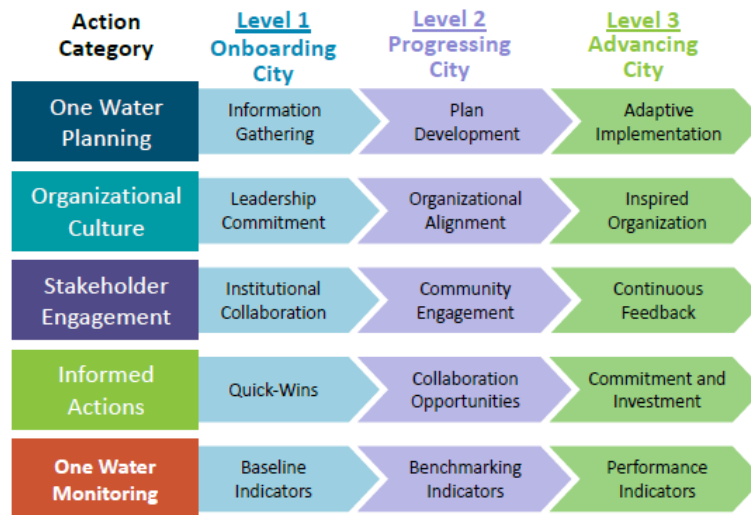 Action
Category
Level 1
Onboarding
City
Level 2
Progressing
City
Level 3
Advancing
City
One Water
Planning
Information
Gathering
Plan
Development
Adaptive
Implementation
Organizational
Culture
Leadership
Commitment
Organizational
Alignment
Inspired
Organization
Stakeholder
Engagement
Institutional
Collaboration
Community
Engagement
Continuous
Feedback
Informed
Actions
Quick-Wins
Collaboration
Opportunities
Commitment and
Investment
One Water
Monitoring
Baseline
Indicators
Benchmarking
Indicators
Performance
Indicators